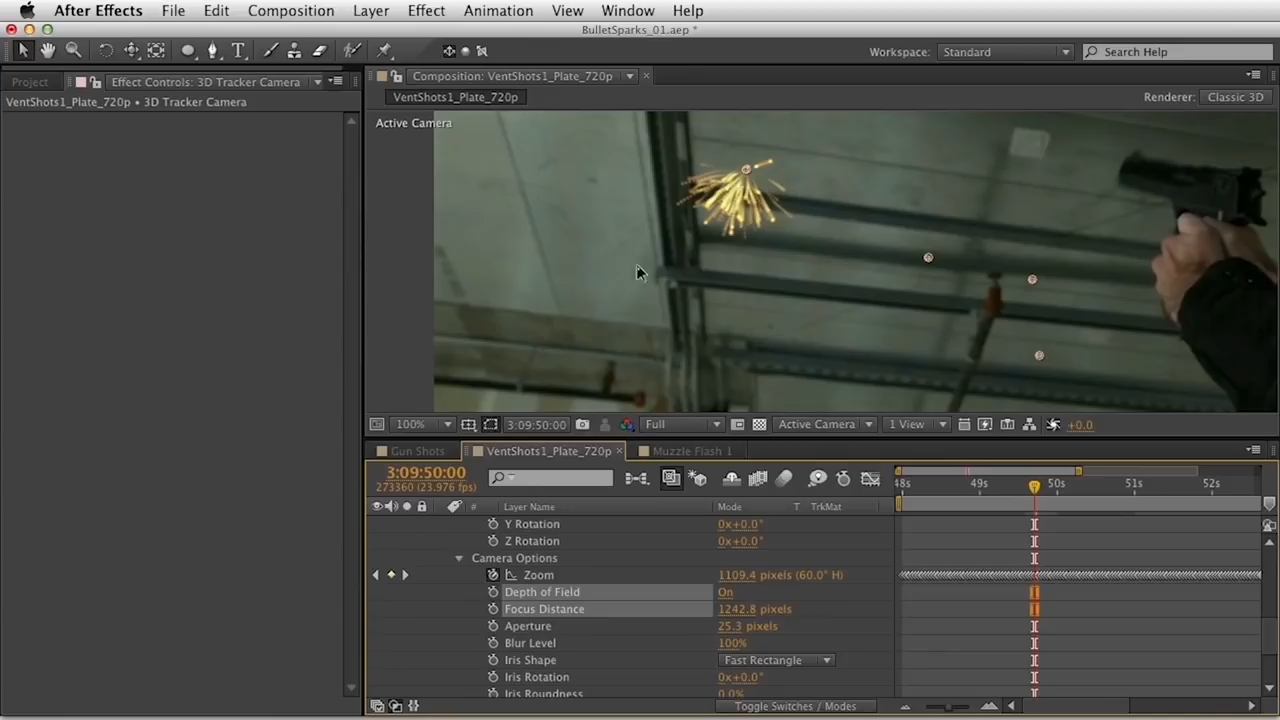 After Effects File Edit Composition Layer Effect Animation View Window Help
BulletSparks_01.aep *
Workspace: Standard Search Help
Project Effect Controls: 3D Tracker Camera Composition: VentShots1_Plate_720p
VentShots1_Plate_720p • 3D Tracker Camera VentShots1_Plate_720p Renderer: Classic 3D
Active Camera
100% 3:09:50:00 Full Active Camera 1 View +0.0
Gun Shots VentShots1_Plate_720p Muzzle Flash 1
3:09:50:00
273360 (23.976 fps)
48s 49s 50s 51s 52s
# Layer Name Mode T TrkMat
Y Rotation 0x+0.0°
Z Rotation 0x+0.0°
Camera Options
Zoom 1109.4 pixels (60.0° H)
Depth of Field On
Focus Distance 1242.8 pixels
Aperture 25.3 pixels
Blur Level 100%
Iris Shape Fast Rectangle
Iris Rotation 0x+0.0°
Iris Roundness 0.0%
Toggle Switches / Modes